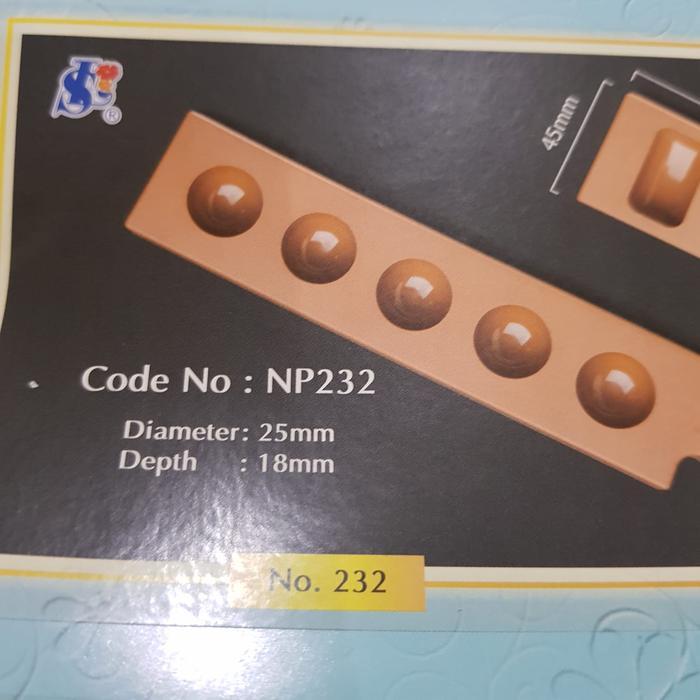 ®
45mm
Code No : NP232
Diameter: 25mm
Depth : 18mm
No. 232